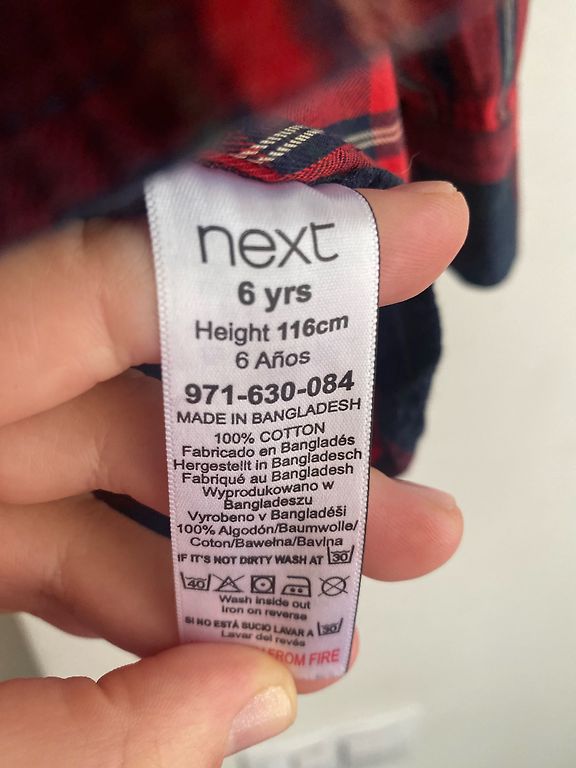 next
6 yrs
Height 116cm
6 Años
971-630-084
MADE IN BANGLADESH
100% COTTON
Fabricado en Bangladés
Hergestellt in Bangladesch
Fabriqué au Bangladesh
Wyprodukowano w
Bangladeszu
Vyrobeno v Bangladéši
100% Algodón/Baumwolle/
Coton/Bawełna/Bavlna
IF IT'S NOT DIRTY WASH AT 30
40
Wash inside out
Iron on reverse
SI NO ESTÁ SUCIO LAVAR A 30
Lavar del revés
FROM FIRE